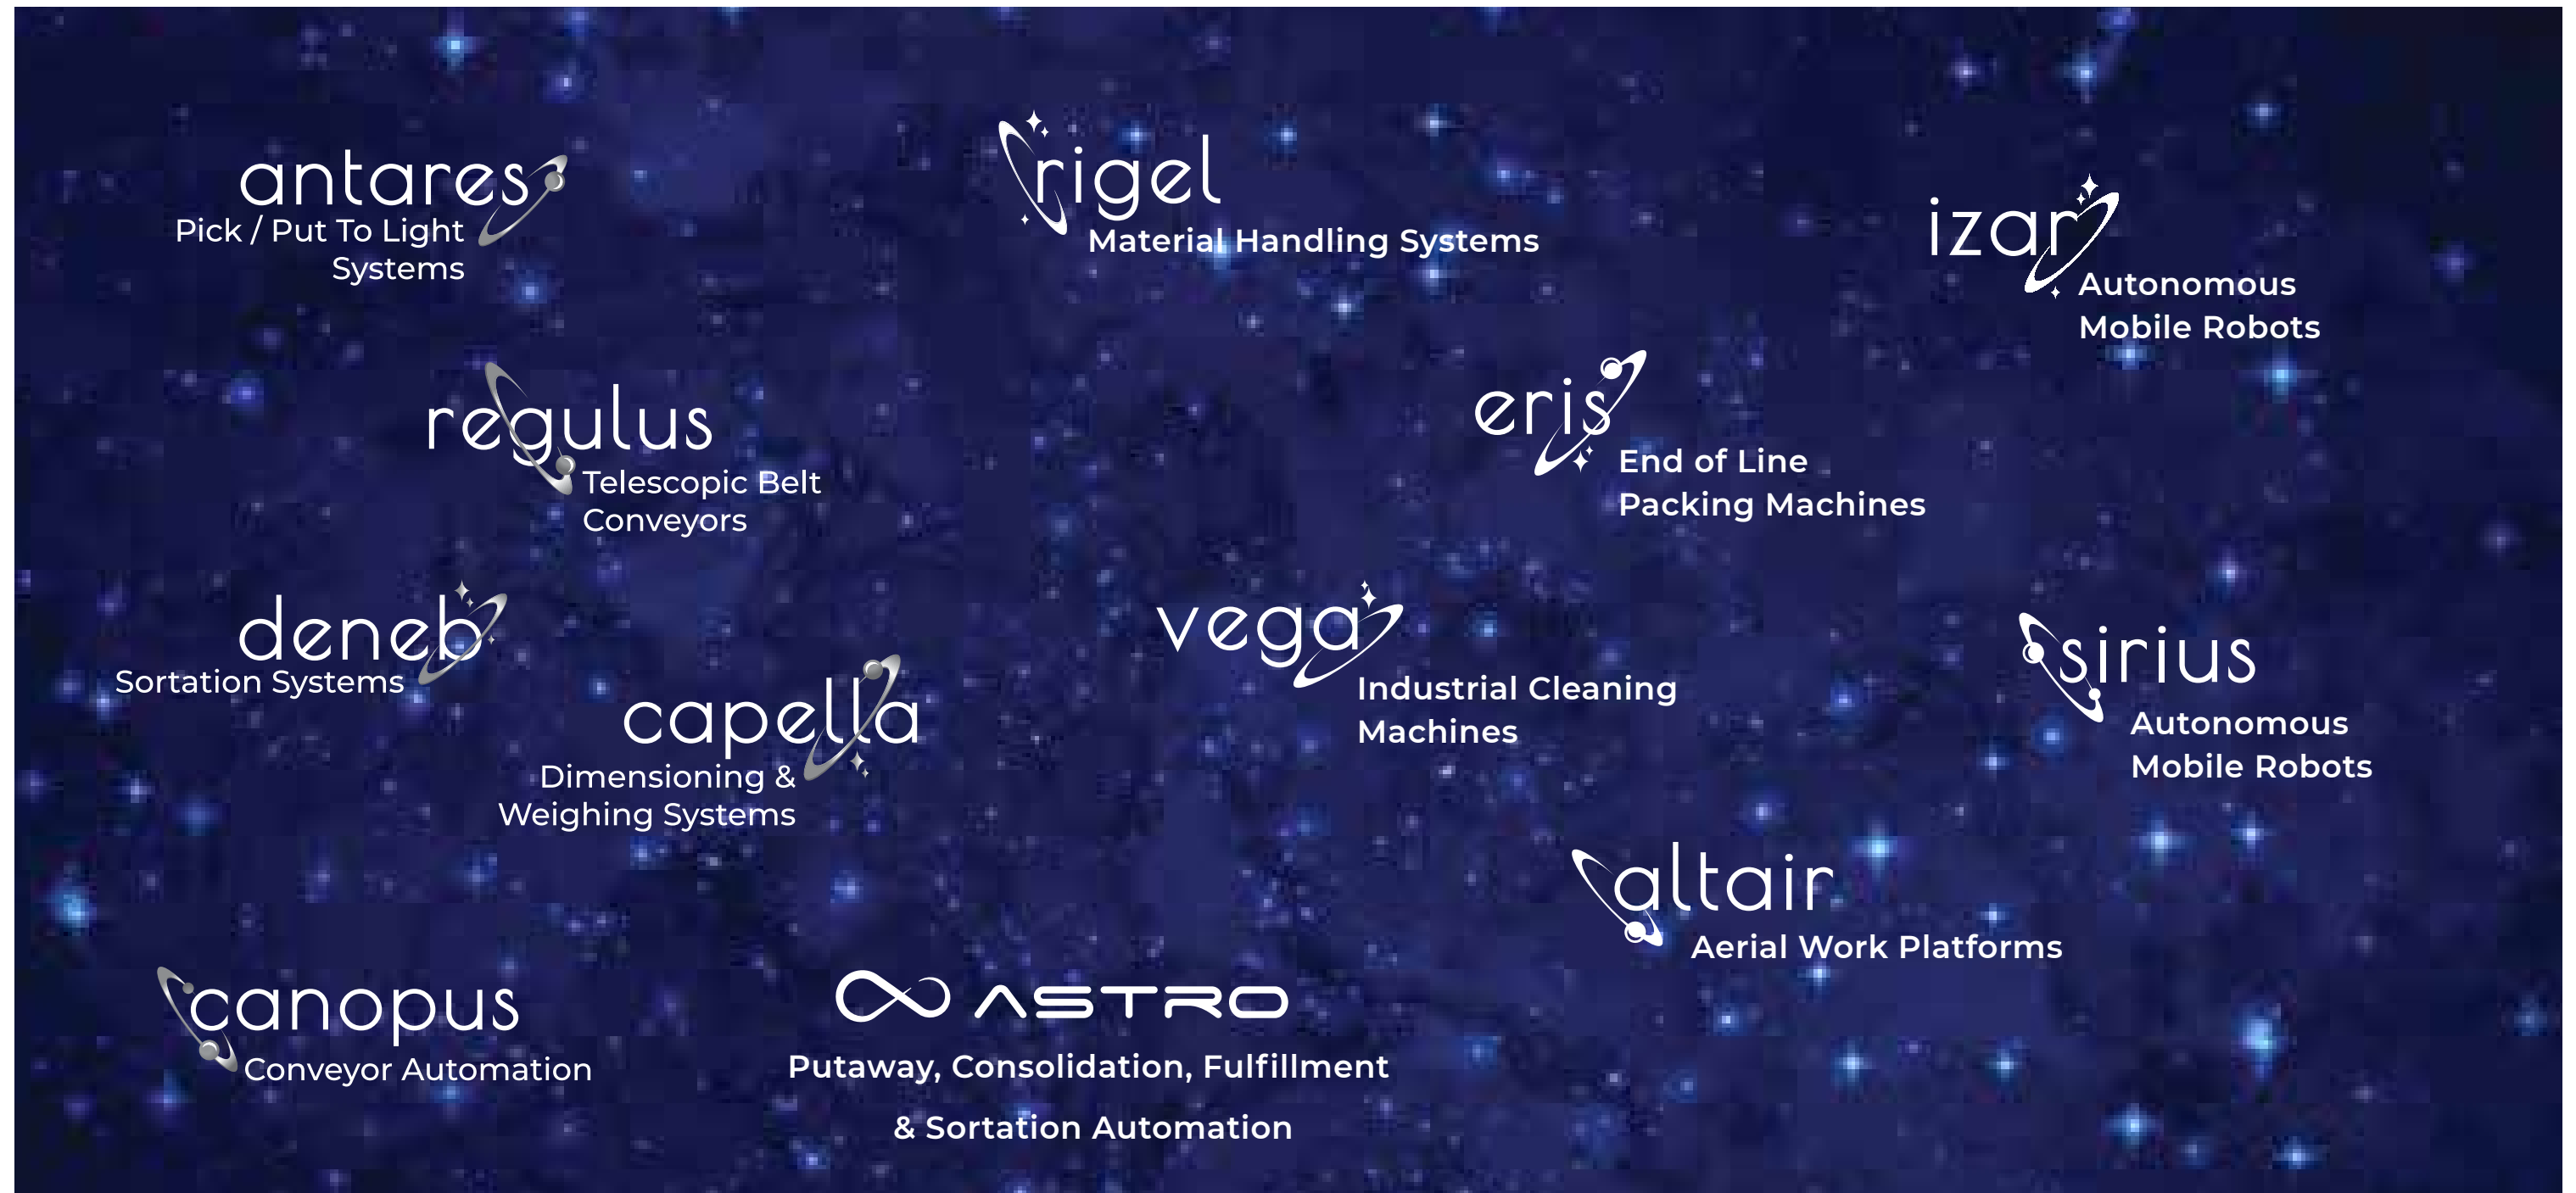 antares
Pick / Put To Light
Systems
rigel
Material Handling Systems
izar
Autonomous
Mobile Robots
regulus
Telescopic Belt
Conveyors
eris
End of Line
Packing Machines
deneb
Sortation Systems
capella
Dimensioning &
Weighing Systems
vega
Industrial Cleaning
Machines
sirius
Autonomous
Mobile Robots
altair
Aerial Work Platforms
canopus
Conveyor Automation
ASTRO
Putaway, Consolidation, Fulfillment
& Sortation Automation